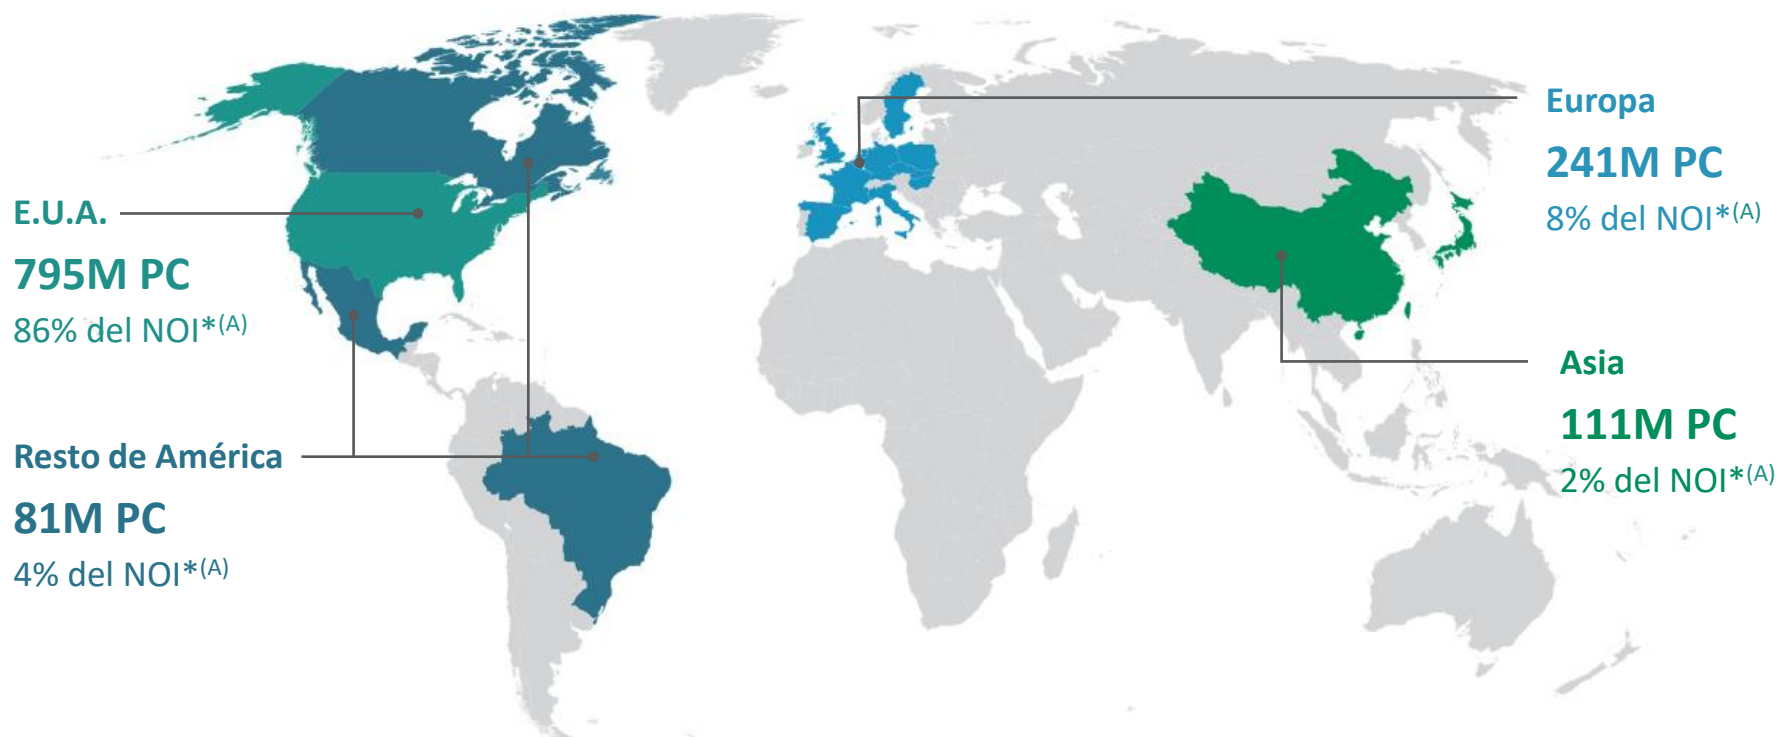 E.U.A.
795M PC
86% del NOI*(A)
Resto de América
81M PC
4% del NOI*(A)
Europa
241M PC
8% del NOI*(A)
Asia
111M PC
2% del NOI*(A)